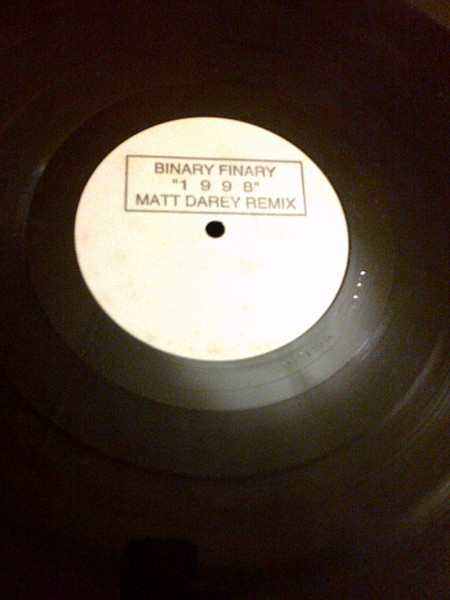 BINARY FINARY
"1 9 9 8"
MATT DAREY REMIX